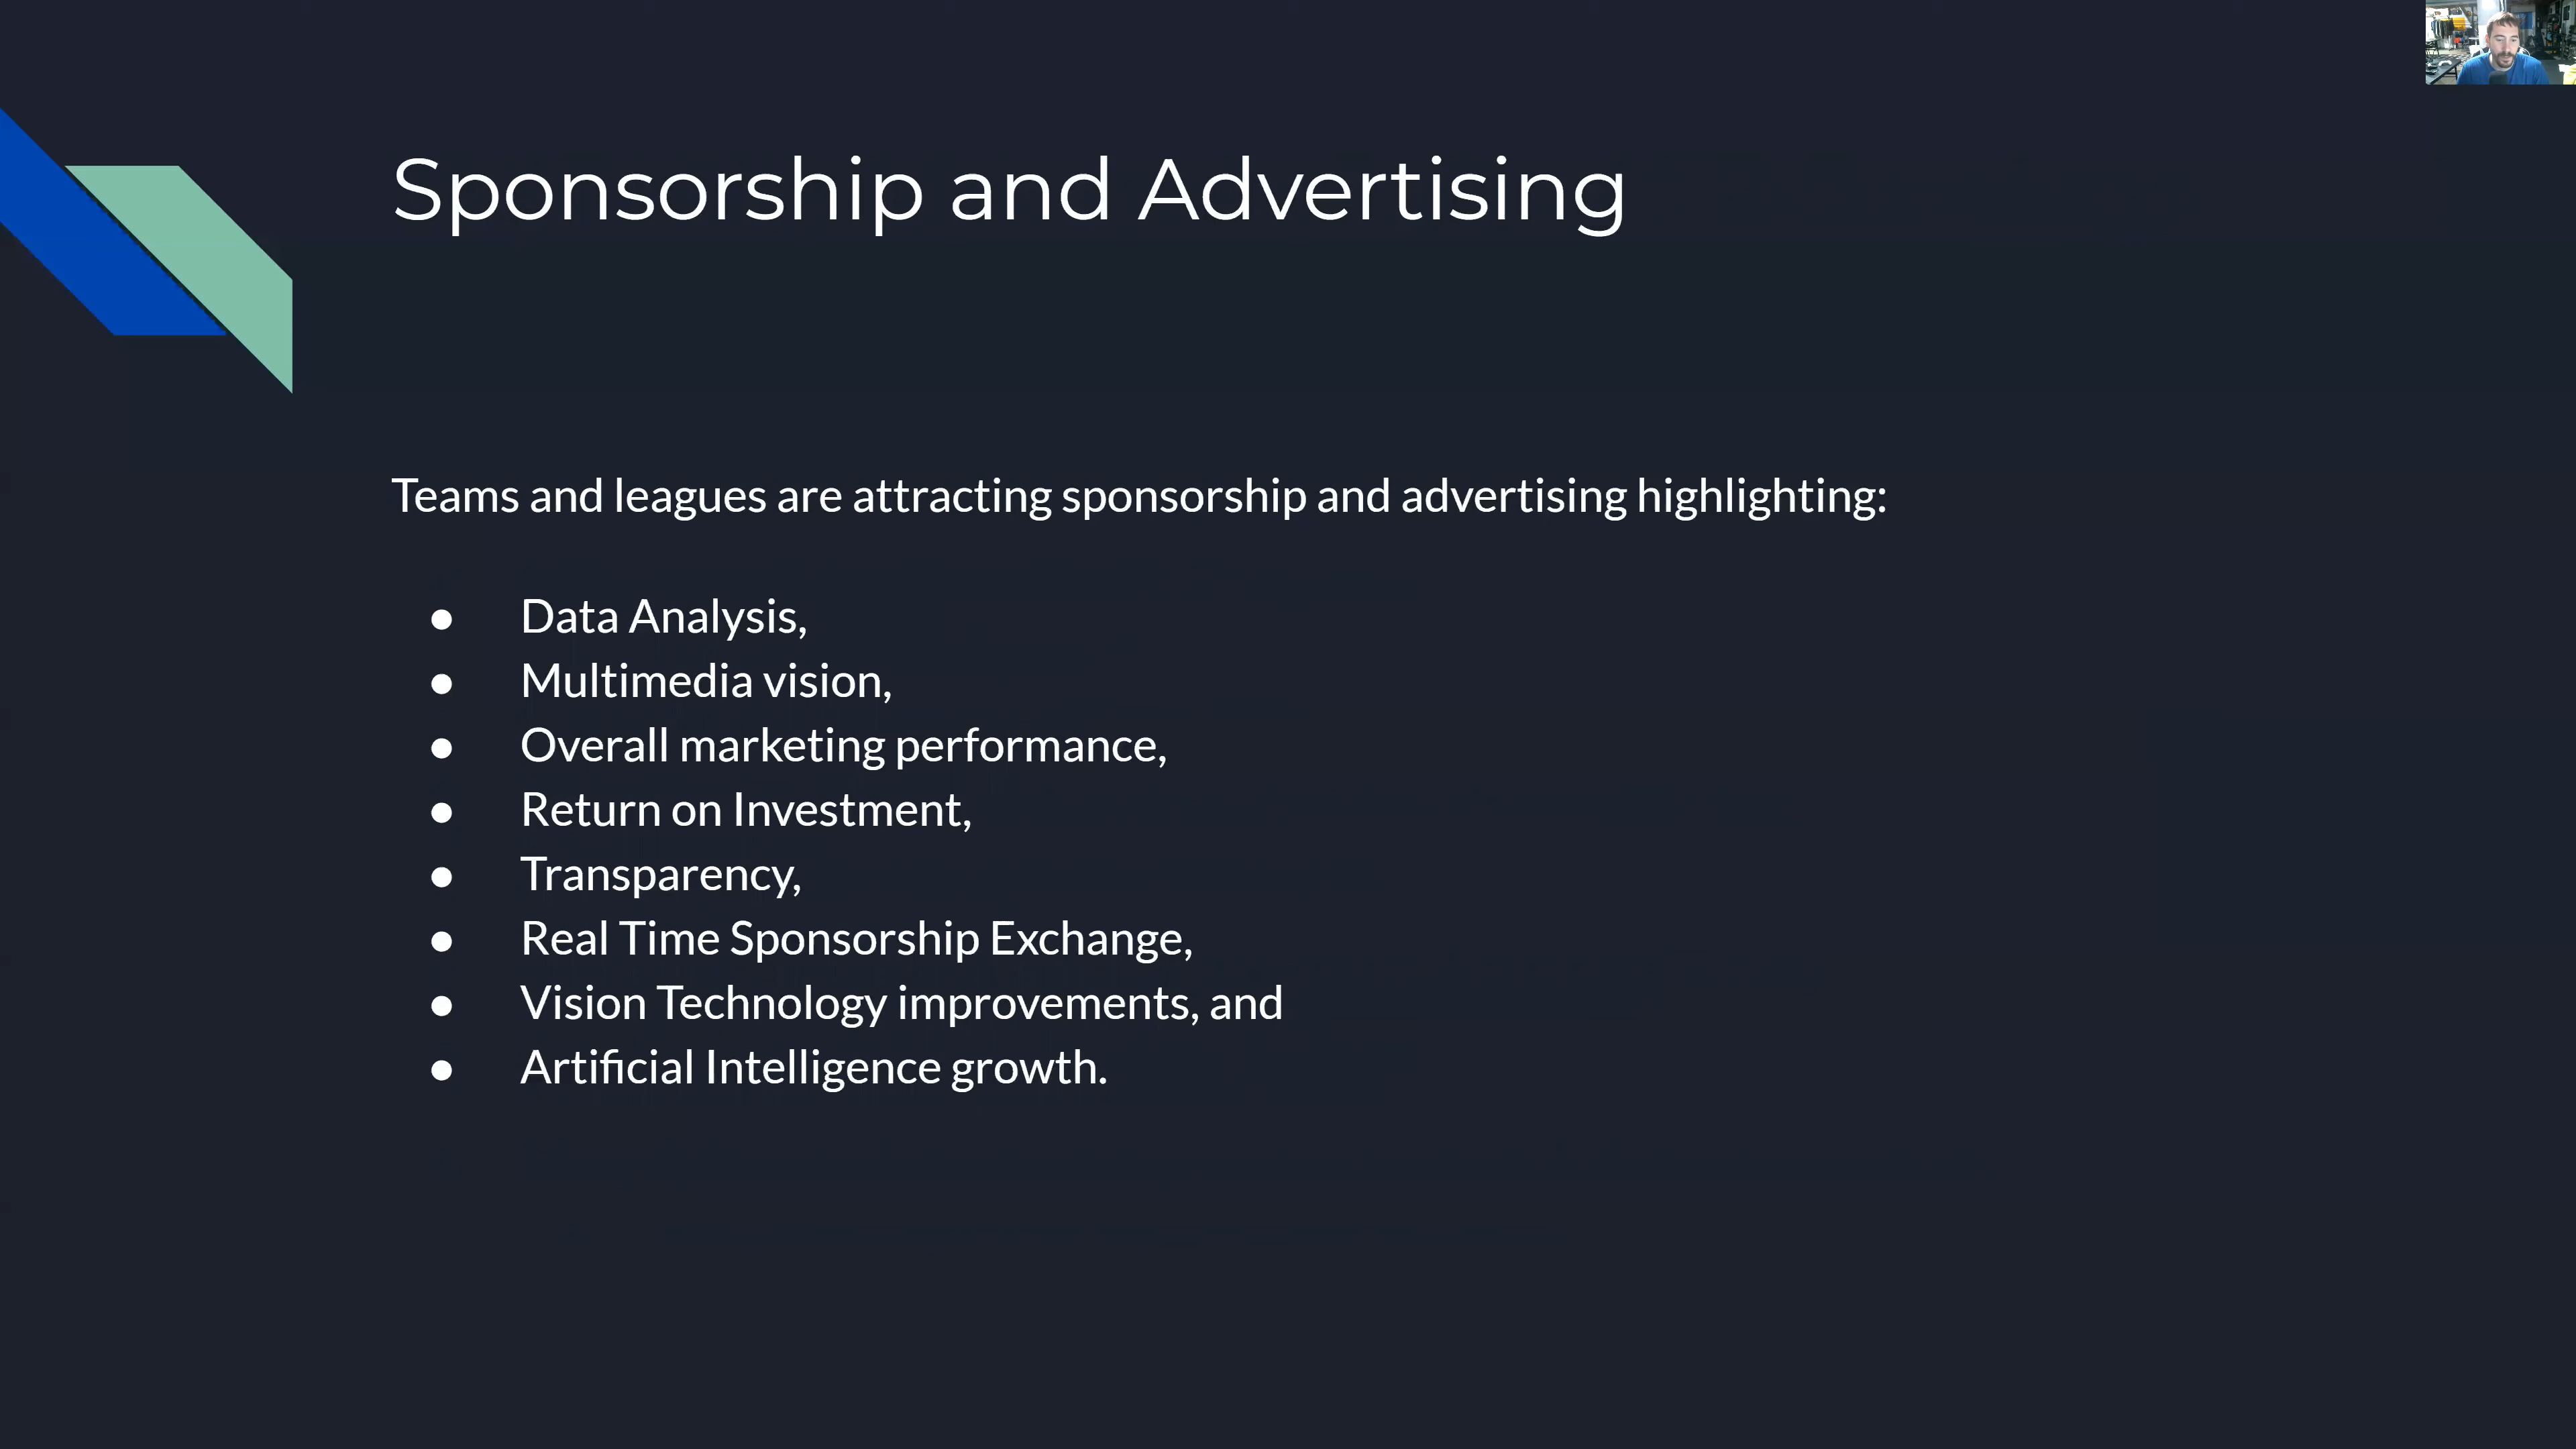 Sponsorship and Advertising
Teams and leagues are attracting sponsorship and advertising highlighting:
● Data Analysis,
● Multimedia vision,
● Overall marketing performance,
● Return on Investment,
● Transparency,
● Real Time Sponsorship Exchange,
● Vision Technology improvements, and
● Artificial Intelligence growth.